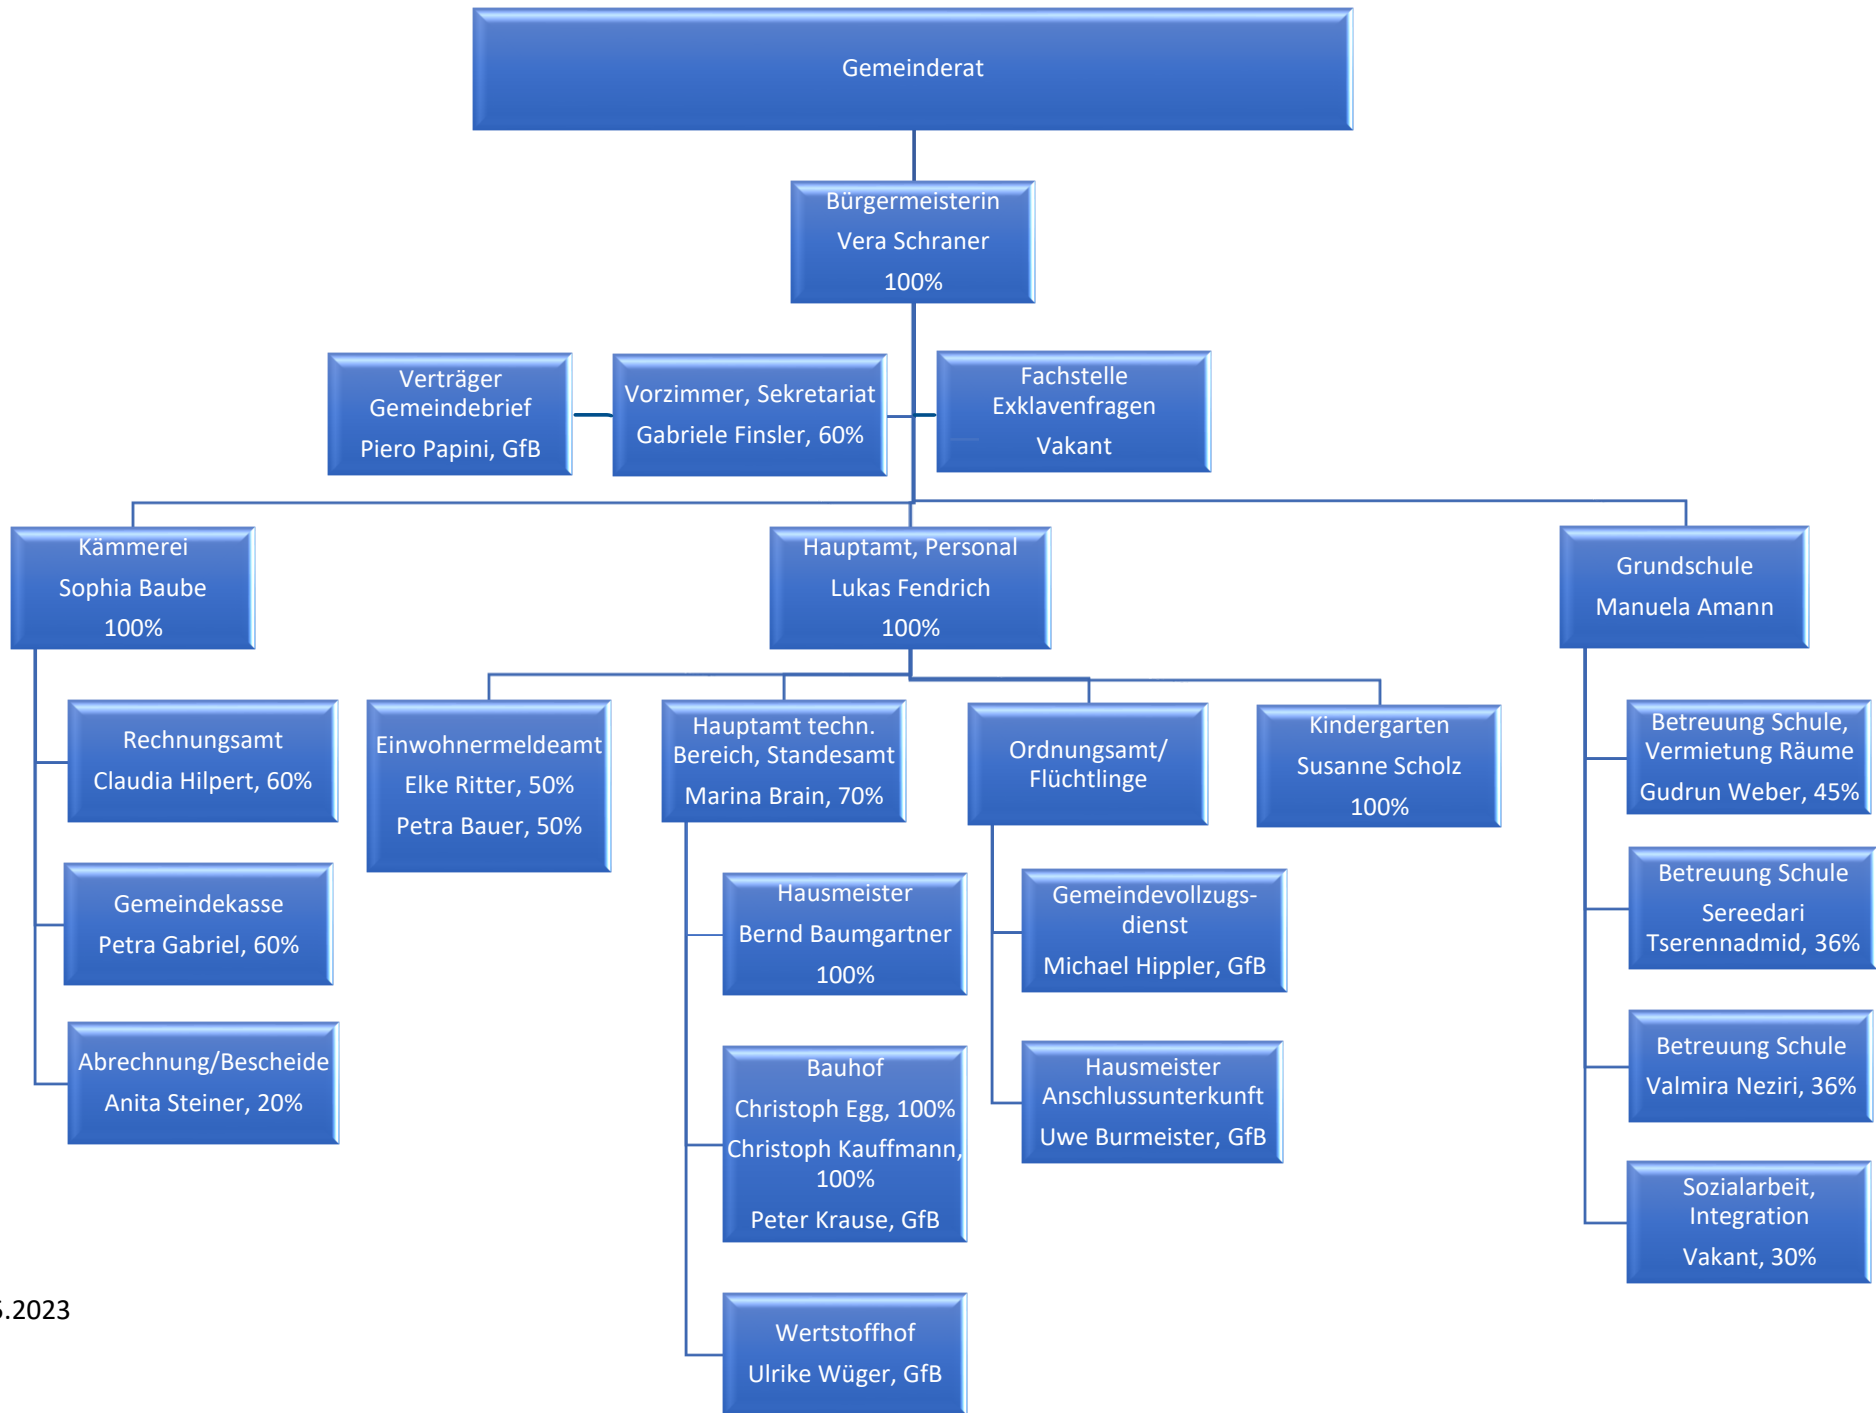 Gemeinderat
Bürgermeisterin
Vera Schraner
100%
Verträger
Gemeindebrief
Piero Papini, GfB
Vorzimmer, Sekretariat
Gabriele Finsler, 60%
Fachstelle
Exklavenfragen
Vakant
Kämmerei
Sophia Baube
100%
Hauptamt, Personal
Lukas Fendrich
100%
Grundschule
Manuela Amann
Rechnungsamt
Claudia Hilpert, 60%
Gemeindekasse
Petra Gabriel, 60%
Abrechnung/Bescheide
Anita Steiner, 20%
Einwohnermeldeamt
Elke Ritter, 50%
Petra Bauer, 50%
Hauptamt techn.
Bereich, Standesamt
Marina Brain, 70%
Hausmeister
Bernd Baumgartner
100%
Bauhof
Christoph Egg, 100%
Christoph Kauffmann,
100%
Peter Krause, GfB
Wertstoffhof
Ulrike Wüger, GfB
Ordnungsamt/
Flüchtlinge
Gemeindevollzugs-
dienst
Michael Hippler, GfB
Hausmeister
Anschlussunterkunft
Uwe Burmeister, GfB
Kindergarten
Susanne Scholz
100%
Betreuung Schule,
Vermietung Räume
Gudrun Weber, 45%
Betreuung Schule
Sereedari
Tserennadmid, 36%
Betreuung Schule
Valmira Neziri, 36%
Sozialarbeit,
Integration
Vakant, 30%
.2023